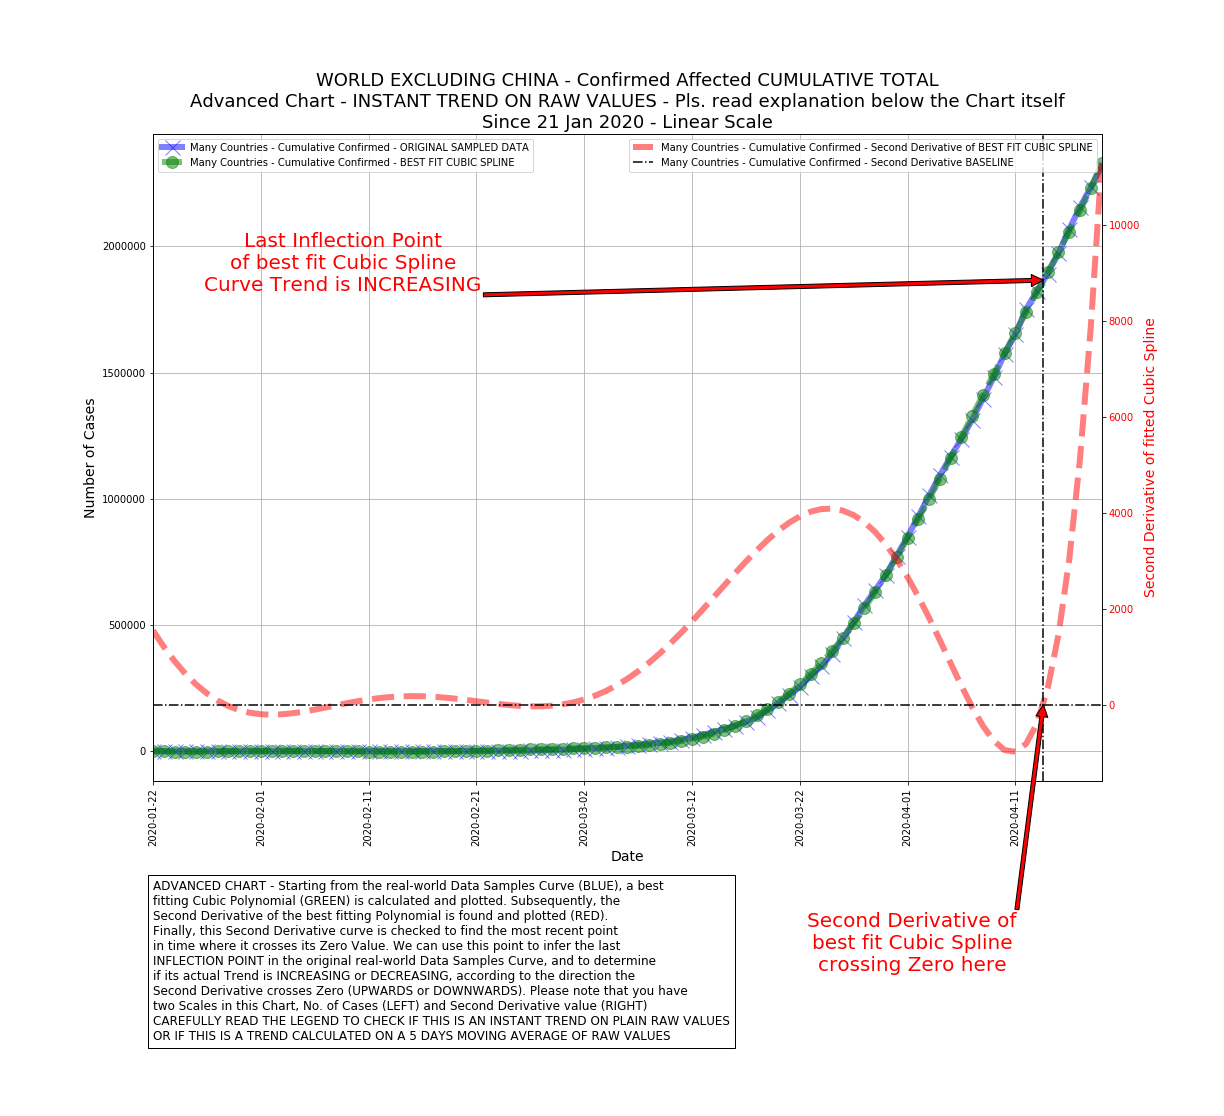 WORLD EXCLUDING CHINA - Confirmed Affected CUMULATIVE TOTAL
Advanced Chart - INSTANT TREND ON RAW VALUES - Pls. read explanation below the Chart itself
Since 21 Jan 2020 - Linear Scale
Many Countries - Cumulative Confirmed - ORIGINAL SAMPLED DATA
Many Countries - Cumulative Confirmed - BEST FIT CUBIC SPLINE
Many Countries - Cumulative Confirmed - Second Derivative of BEST FIT CUBIC SPLINE
Many Countries - Cumulative Confirmed - Second Derivative BASELINE
Last Inflection Point
of best fit Cubic Spline
Curve Trend is INCREASING
Number of Cases
2000000
1500000
1000000
500000
0
10000
8000
6000
4000
2000
0
Second Derivative of fitted Cubic Spline
2020-01-22
2020-02-01
2020-02-11
2020-02-21
2020-03-02
2020-03-12
2020-03-22
2020-04-01
2020-04-11
Date
ADVANCED CHART - Starting from the real-world Data Samples Curve (BLUE), a best
fitting Cubic Polynomial (GREEN) is calculated and plotted. Subsequently, the
Second Derivative of the best fitting Polynomial is found and plotted (RED).
Finally, this Second Derivative curve is checked to find the most recent point
in time where it crosses its Zero Value. We can use this point to infer the last
INFLECTION POINT in the original real-world Data Samples Curve, and to determine
if its actual Trend is INCREASING or DECREASING, according to the direction the
Second Derivative crosses Zero (UPWARDS or DOWNWARDS). Please note that you have
two Scales in this Chart, No. of Cases (LEFT) and Second Derivative value (RIGHT)
CAREFULLY READ THE LEGEND TO CHECK IF THIS IS AN INSTANT TREND ON PLAIN RAW VALUES
OR IF THIS IS A TREND CALCULATED ON A 5 DAYS MOVING AVERAGE OF RAW VALUES
Second Derivative of
best fit Cubic Spline
crossing Zero here